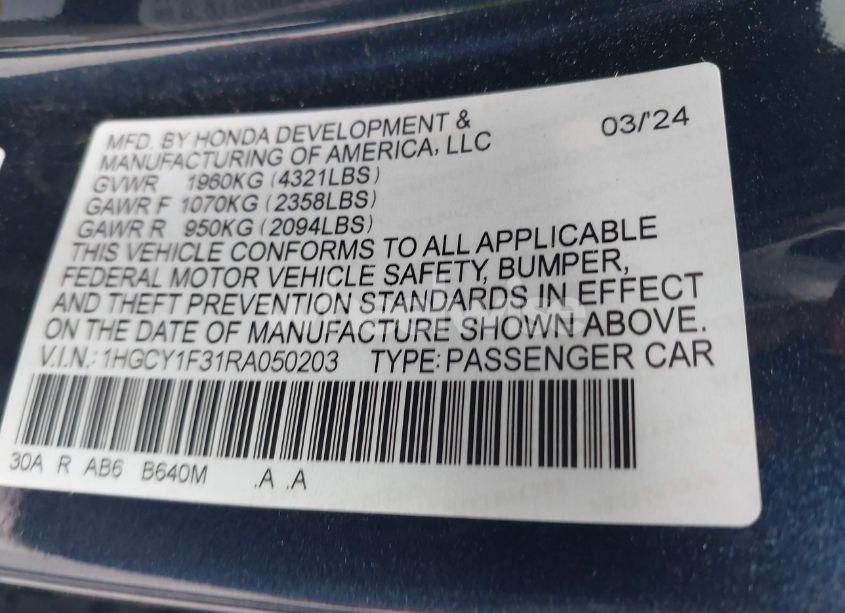 MFD. BY HONDA DEVELOPMENT & 03/'24
MANUFACTURING OF AMERICA, LLC
GVWR 1960KG (4321LBS)
GAWR F 1070KG (2358LBS)
GAWR R 950KG (2094LBS)
THIS VEHICLE CONFORMS TO ALL APPLICABLE
FEDERAL MOTOR VEHICLE SAFETY, BUMPER,
AND THEFT PREVENTION STANDARDS IN EFFECT
ON THE DATE OF MANUFACTURE SHOWN ABOVE.
V.I.N.: 1HGCY1F31RA050203 TYPE: PASSENGER CAR
30A R AB6 B640M .A .A